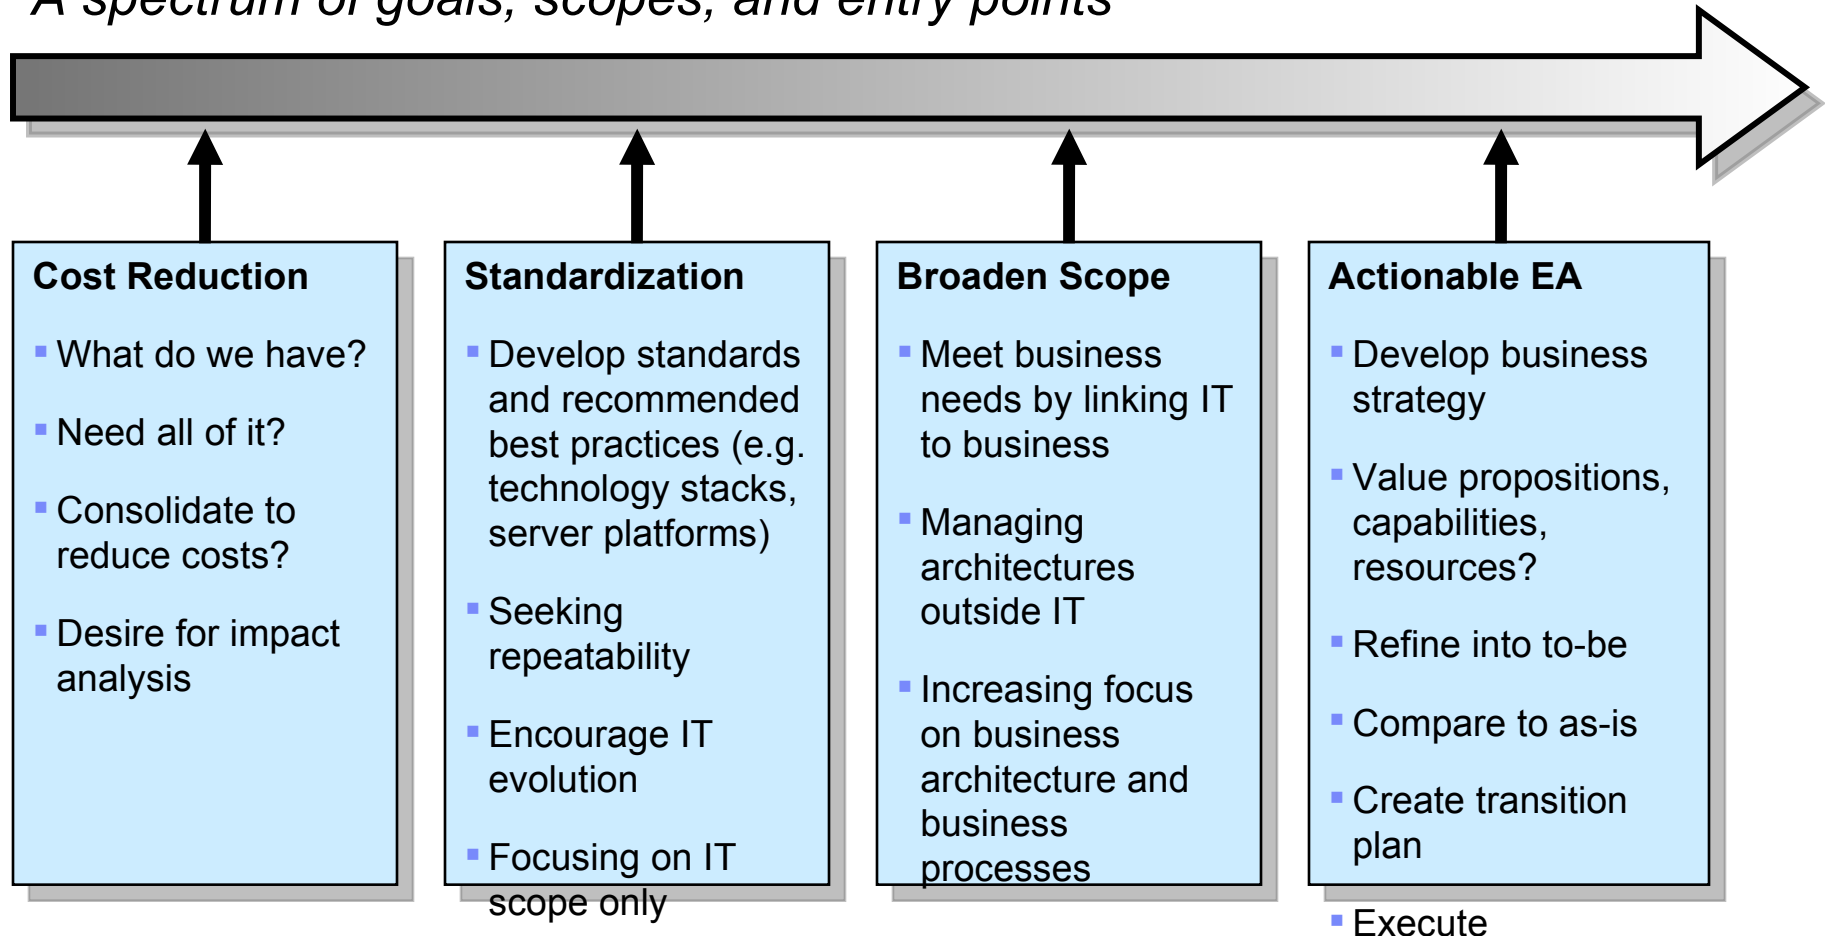 A spectrum of goals, scopes, and entry points
Cost Reduction
What do we have?
Need all of it?
Consolidate to
reduce costs?
Desire for impact
analysis
Standardization
Develop standards
and recommended
best practices (e.g.
technology stacks,
server platforms)
Seeking
repeatability
Encourage IT
evolution
Focusing on IT
scope only
Broaden Scope
Meet business
needs by linking IT
to business
Managing
architectures
outside IT
Increasing focus
on business
architecture and
business
processes
Actionable EA
Develop business
strategy
Value propositions,
capabilities,
resources?
Refine into to-be
Compare to as-is
Create transition
plan
Execute